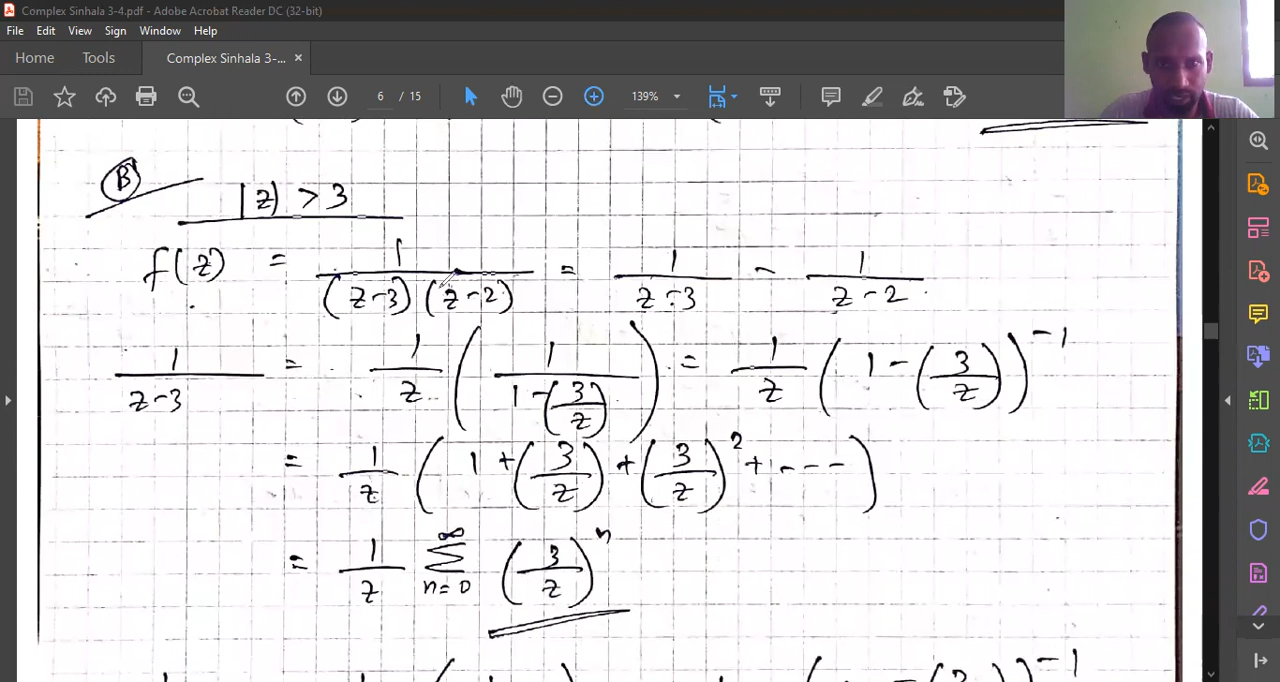 Complex Sinhala 3-4.pdf - Adobe Acrobat Reader DC (32-bit)
File Edit View Sign Window Help
Home Tools Complex Sinhala 3-... ×
6 / 15 139%
B
|z| > 3
f(z) = 1/((z-3)(z-2)) = 1/(z-3) - 1/(z-2)
1/(z-3) = 1/z (1/(1-(3/z))) = 1/z (1-(3/z))^-1
= 1/z (1+(3/z)+(3/z)^2+----)
= 1/z ∑_{n=0}^{∞} (3/z)^n